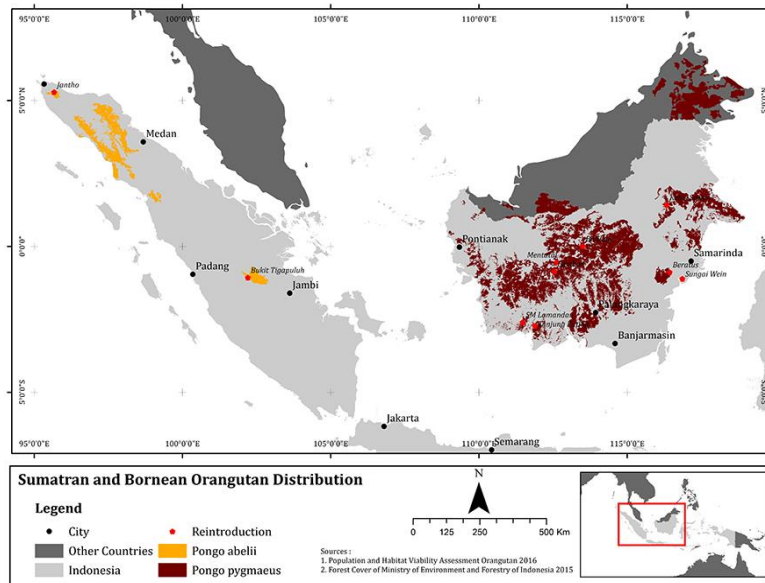 95°0'0"E 100°0'0"E 105°0'0"E 110°0'0"E 115°0'0"E
5°0'0"N
0°0'0"
5°0'0"S
Jantho
Medan
Padang
Bukit Tigapuluh
Jambi
Pontianak
Samarinda
Beratus
Sungai Wein
SM Lamandau
Banjarmasin
Jakarta
Semarang
95°0'0"E 100°0'0"E 105°0'0"E 110°0'0"E 115°0'0"E
Sumatran and Bornean Orangutan Distribution
Legend
City
Reintroduction
Other Countries
Pongo abelii
Indonesia
Pongo pygmaeus
N
0 125 250 500 Km
Sources :
1. Population and Habitat Viability Assessment Orangutan 2016
2. Forest Cover of Ministry of Environment and Forestry of Indonesia 2015